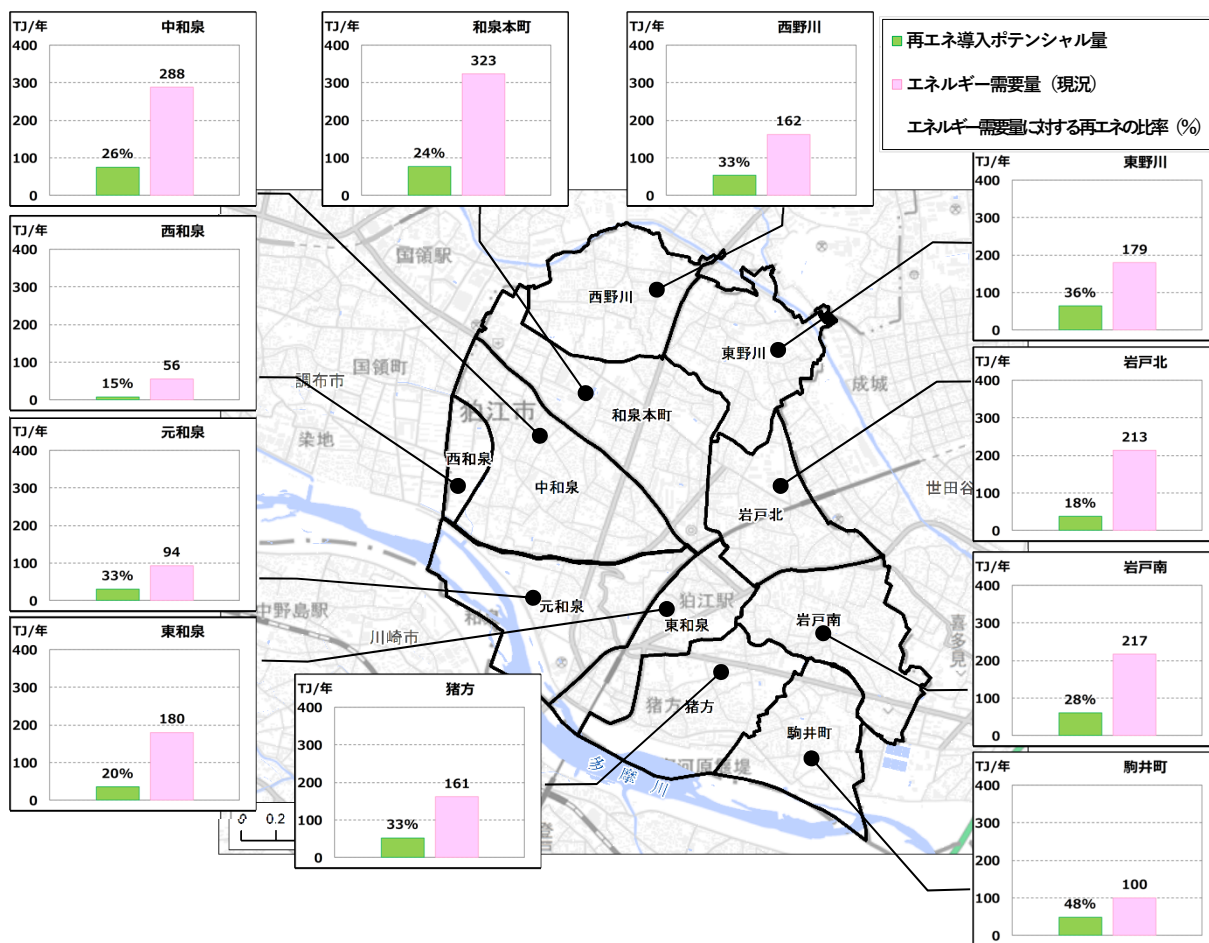 TJ/年 中和泉
400
300
200
100
0
26%
288
TJ/年 和泉本町
400
300
200
100
0
24%
323
TJ/年 西野川
400
300
200
100
0
33%
162
再エネ導入ポテンシャル量
エネルギー需要量（現況）
エネルギー需要量に対する再エネの比率（%）
TJ/年 東野川
400
300
200
100
0
36%
179
TJ/年 西和泉
400
300
200
100
0
15%
56
TJ/年 岩戸北
400
300
200
100
0
18%
213
TJ/年 元和泉
400
300
200
100
0
33%
94
TJ/年 岩戸南
400
300
200
100
0
28%
217
TJ/年 東和泉
400
300
200
100
0
20%
180
TJ/年 猪方
400
300
200
100
0
33%
161
TJ/年 駒井町
400
300
200
100
0
48%
100
国領駅
西野川
東野川
国領町
調布市
成城
狛江市
和泉本町
染地
西和泉
中和泉
世田谷
岩戸北
元和泉
狛江駅
中野島駅
和泉
東和泉
岩戸南
川崎市
喜多見
猪方
猪方
駒井町
多摩川
0 0.2